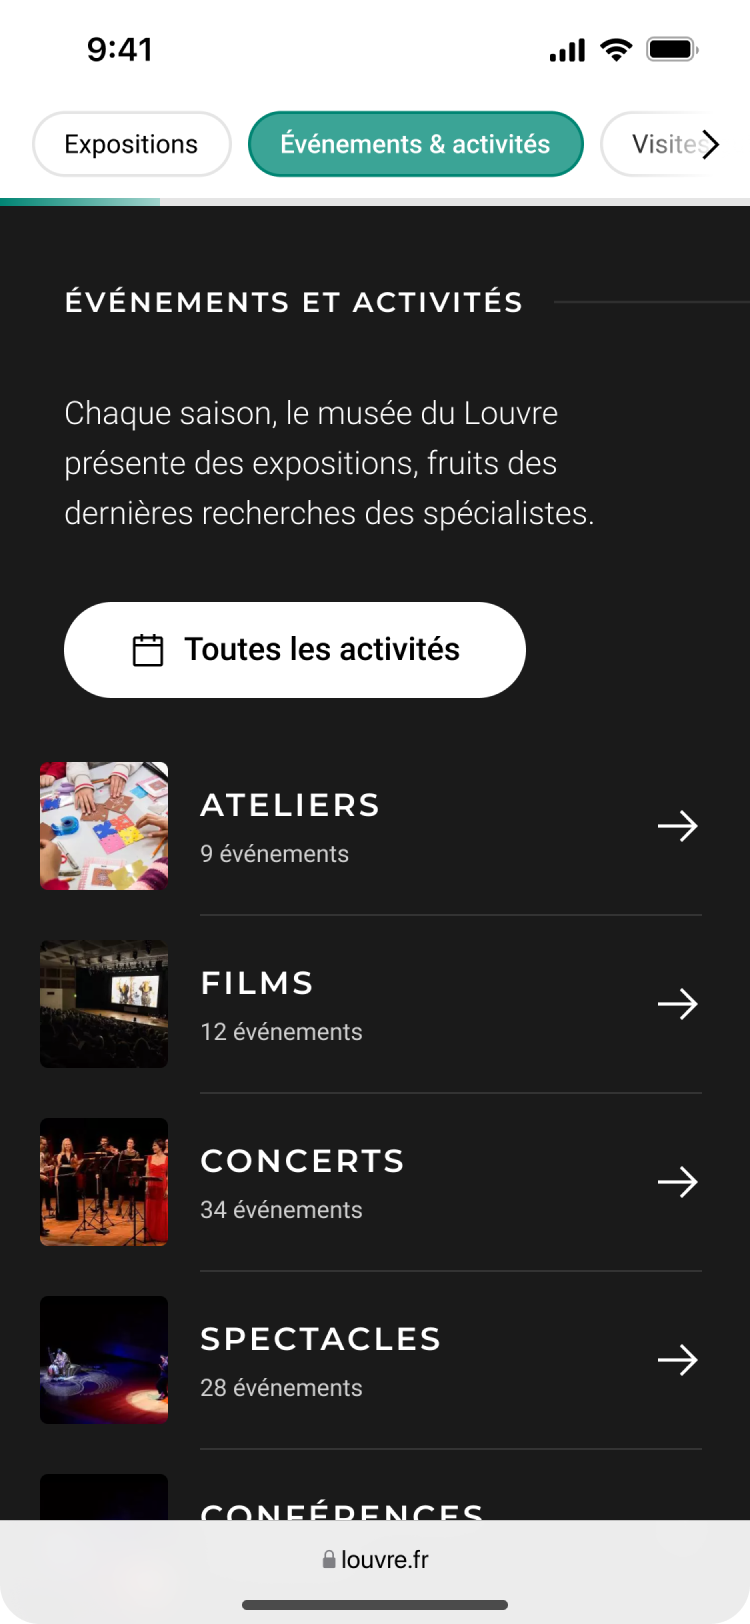 9:41
Expositions
Événements & activités
Visites
ÉVÉNEMENTS ET ACTIVITÉS
Chaque saison, le musée du Louvre
présente des expositions, fruits des
dernières recherches des spécialistes.
Toutes les activités
ATELIERS
9 événements
FILMS
12 événements
CONCERTS
34 événements
SPECTACLES
28 événements
CONFÉRENCES
louvre.fr